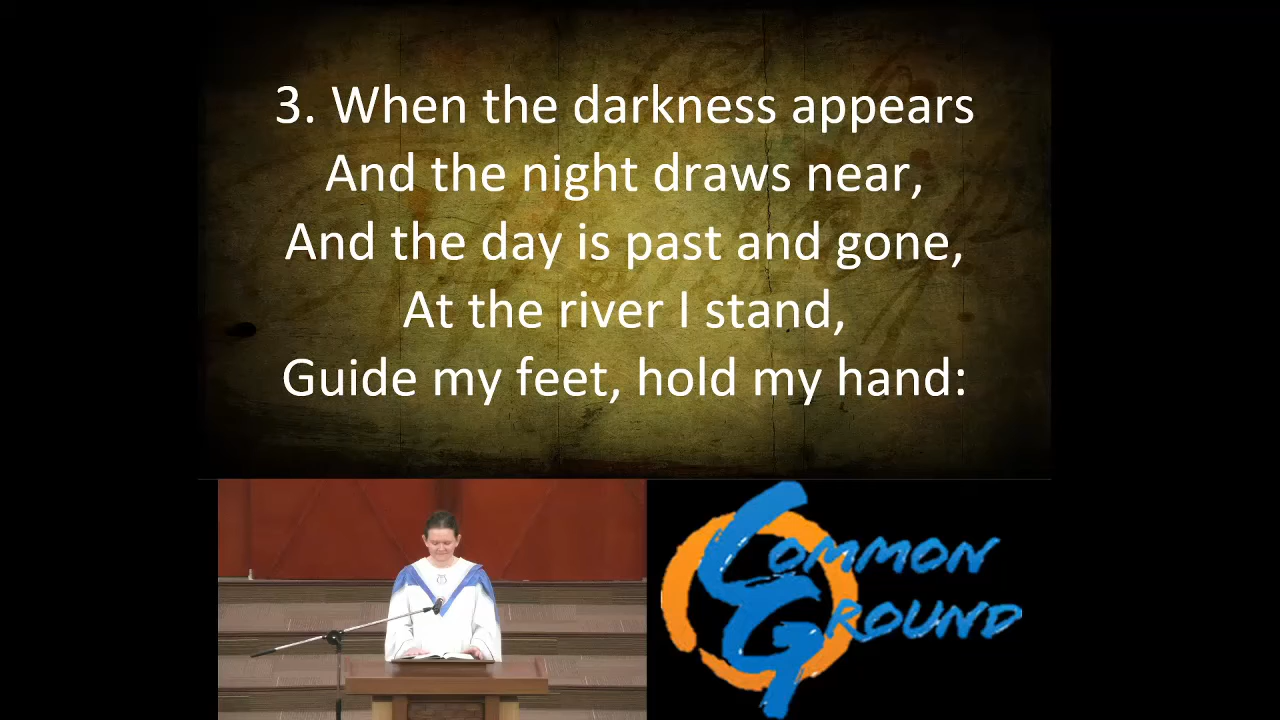 3. When the darkness appears
And the night draws near,
And the day is past and gone,
At the river I stand,
Guide my feet, hold my hand:
COMMON
GROUND